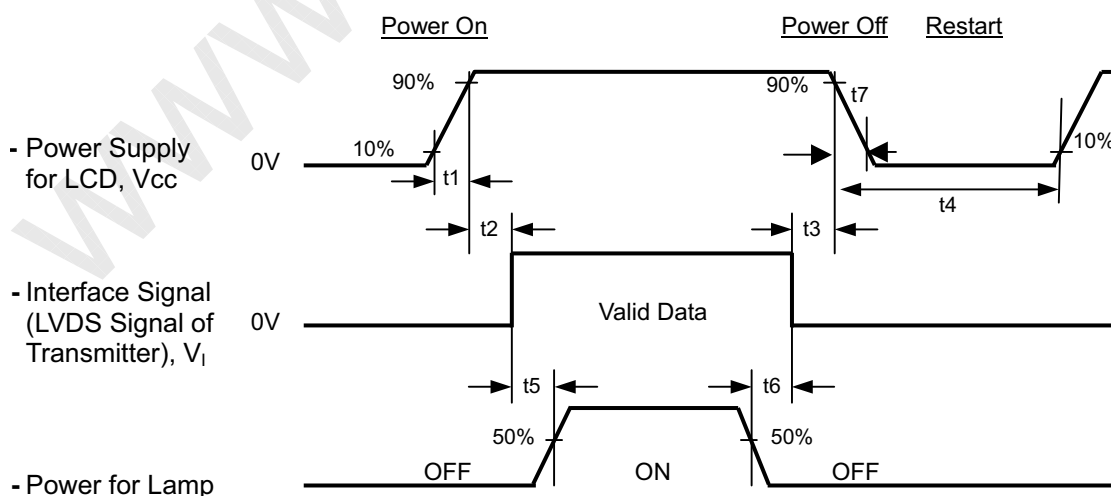 Power On
Power Off Restart
90%
90%
t7
- Power Supply
for LCD, Vcc
0V
10%
10%
t1
t4
t2
t3
- Interface Signal
(LVDS Signal of
Transmitter), VI
0V
Valid Data
t5
t6
50%
50%
- Power for Lamp
OFF
ON
OFF